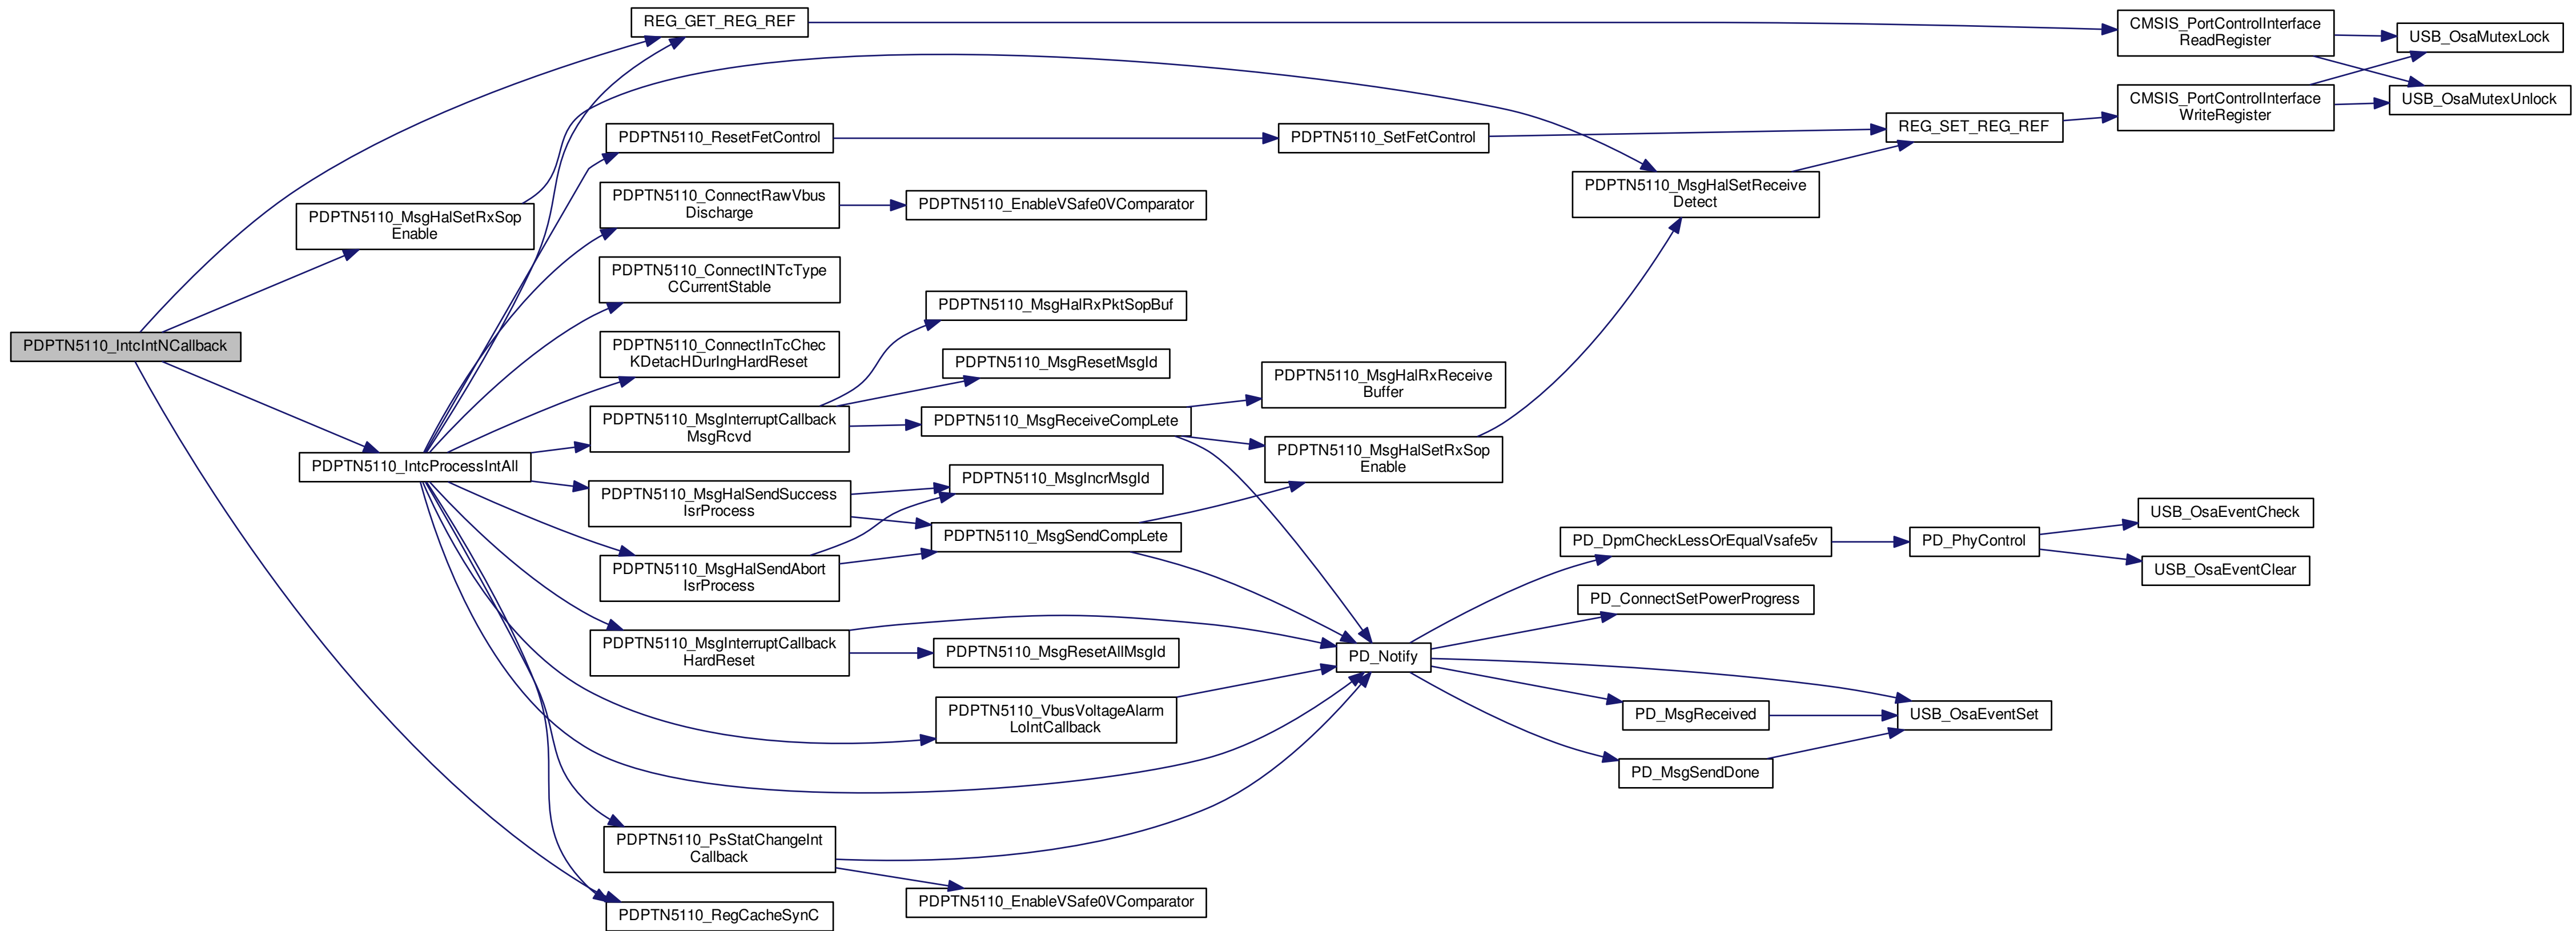 PDPTN5110_IntcIntNCallback
PDPTN5110_MsgHalSetRxSop
Enable
PDPTN5110_IntcProcessIntAll
REG_GET_REG_REF
PDPTN5110_ResetFetControl
PDPTN5110_ConnectRawVbus
Discharge
PDPTN5110_ConnectINTcType
CCurrentStable
PDPTN5110_ConnectInTcChec
KDetacHDurIngHardReset
PDPTN5110_MsgInterruptCallback
MsgRcvd
PDPTN5110_MsgHalSendSuccess
IsrProcess
PDPTN5110_MsgHalSendAbort
IsrProcess
PDPTN5110_MsgInterruptCallback
HardReset
PDPTN5110_PsStatChangeInt
Callback
PDPTN5110_RegCacheSynC
PDPTN5110_EnableVSafe0VComparator
PDPTN5110_MsgHalRxPktSopBuf
PDPTN5110_MsgResetMsgId
PDPTN5110_MsgReceiveCompLete
PDPTN5110_MsgIncrMsgId
PDPTN5110_MsgSendCompLete
PDPTN5110_MsgResetAllMsgId
PDPTN5110_VbusVoltageAlarm
LoIntCallback
PDPTN5110_EnableVSafe0VComparator
PDPTN5110_SetFetControl
PDPTN5110_MsgHalRxReceive
Buffer
PDPTN5110_MsgHalSetRxSop
Enable
PD_Notify
PDPTN5110_MsgHalSetReceive
Detect
PD_DpmCheckLessOrEqualVsafe5v
PD_ConnectSetPowerProgress
PD_MsgReceived
PD_MsgSendDone
REG_SET_REG_REF
PD_PhyControl
USB_OsaEventSet
CMSIS_PortControlInterface
ReadRegister
CMSIS_PortControlInterface
WriteRegister
USB_OsaEventCheck
USB_OsaEventClear
USB_OsaMutexLock
USB_OsaMutexUnlock